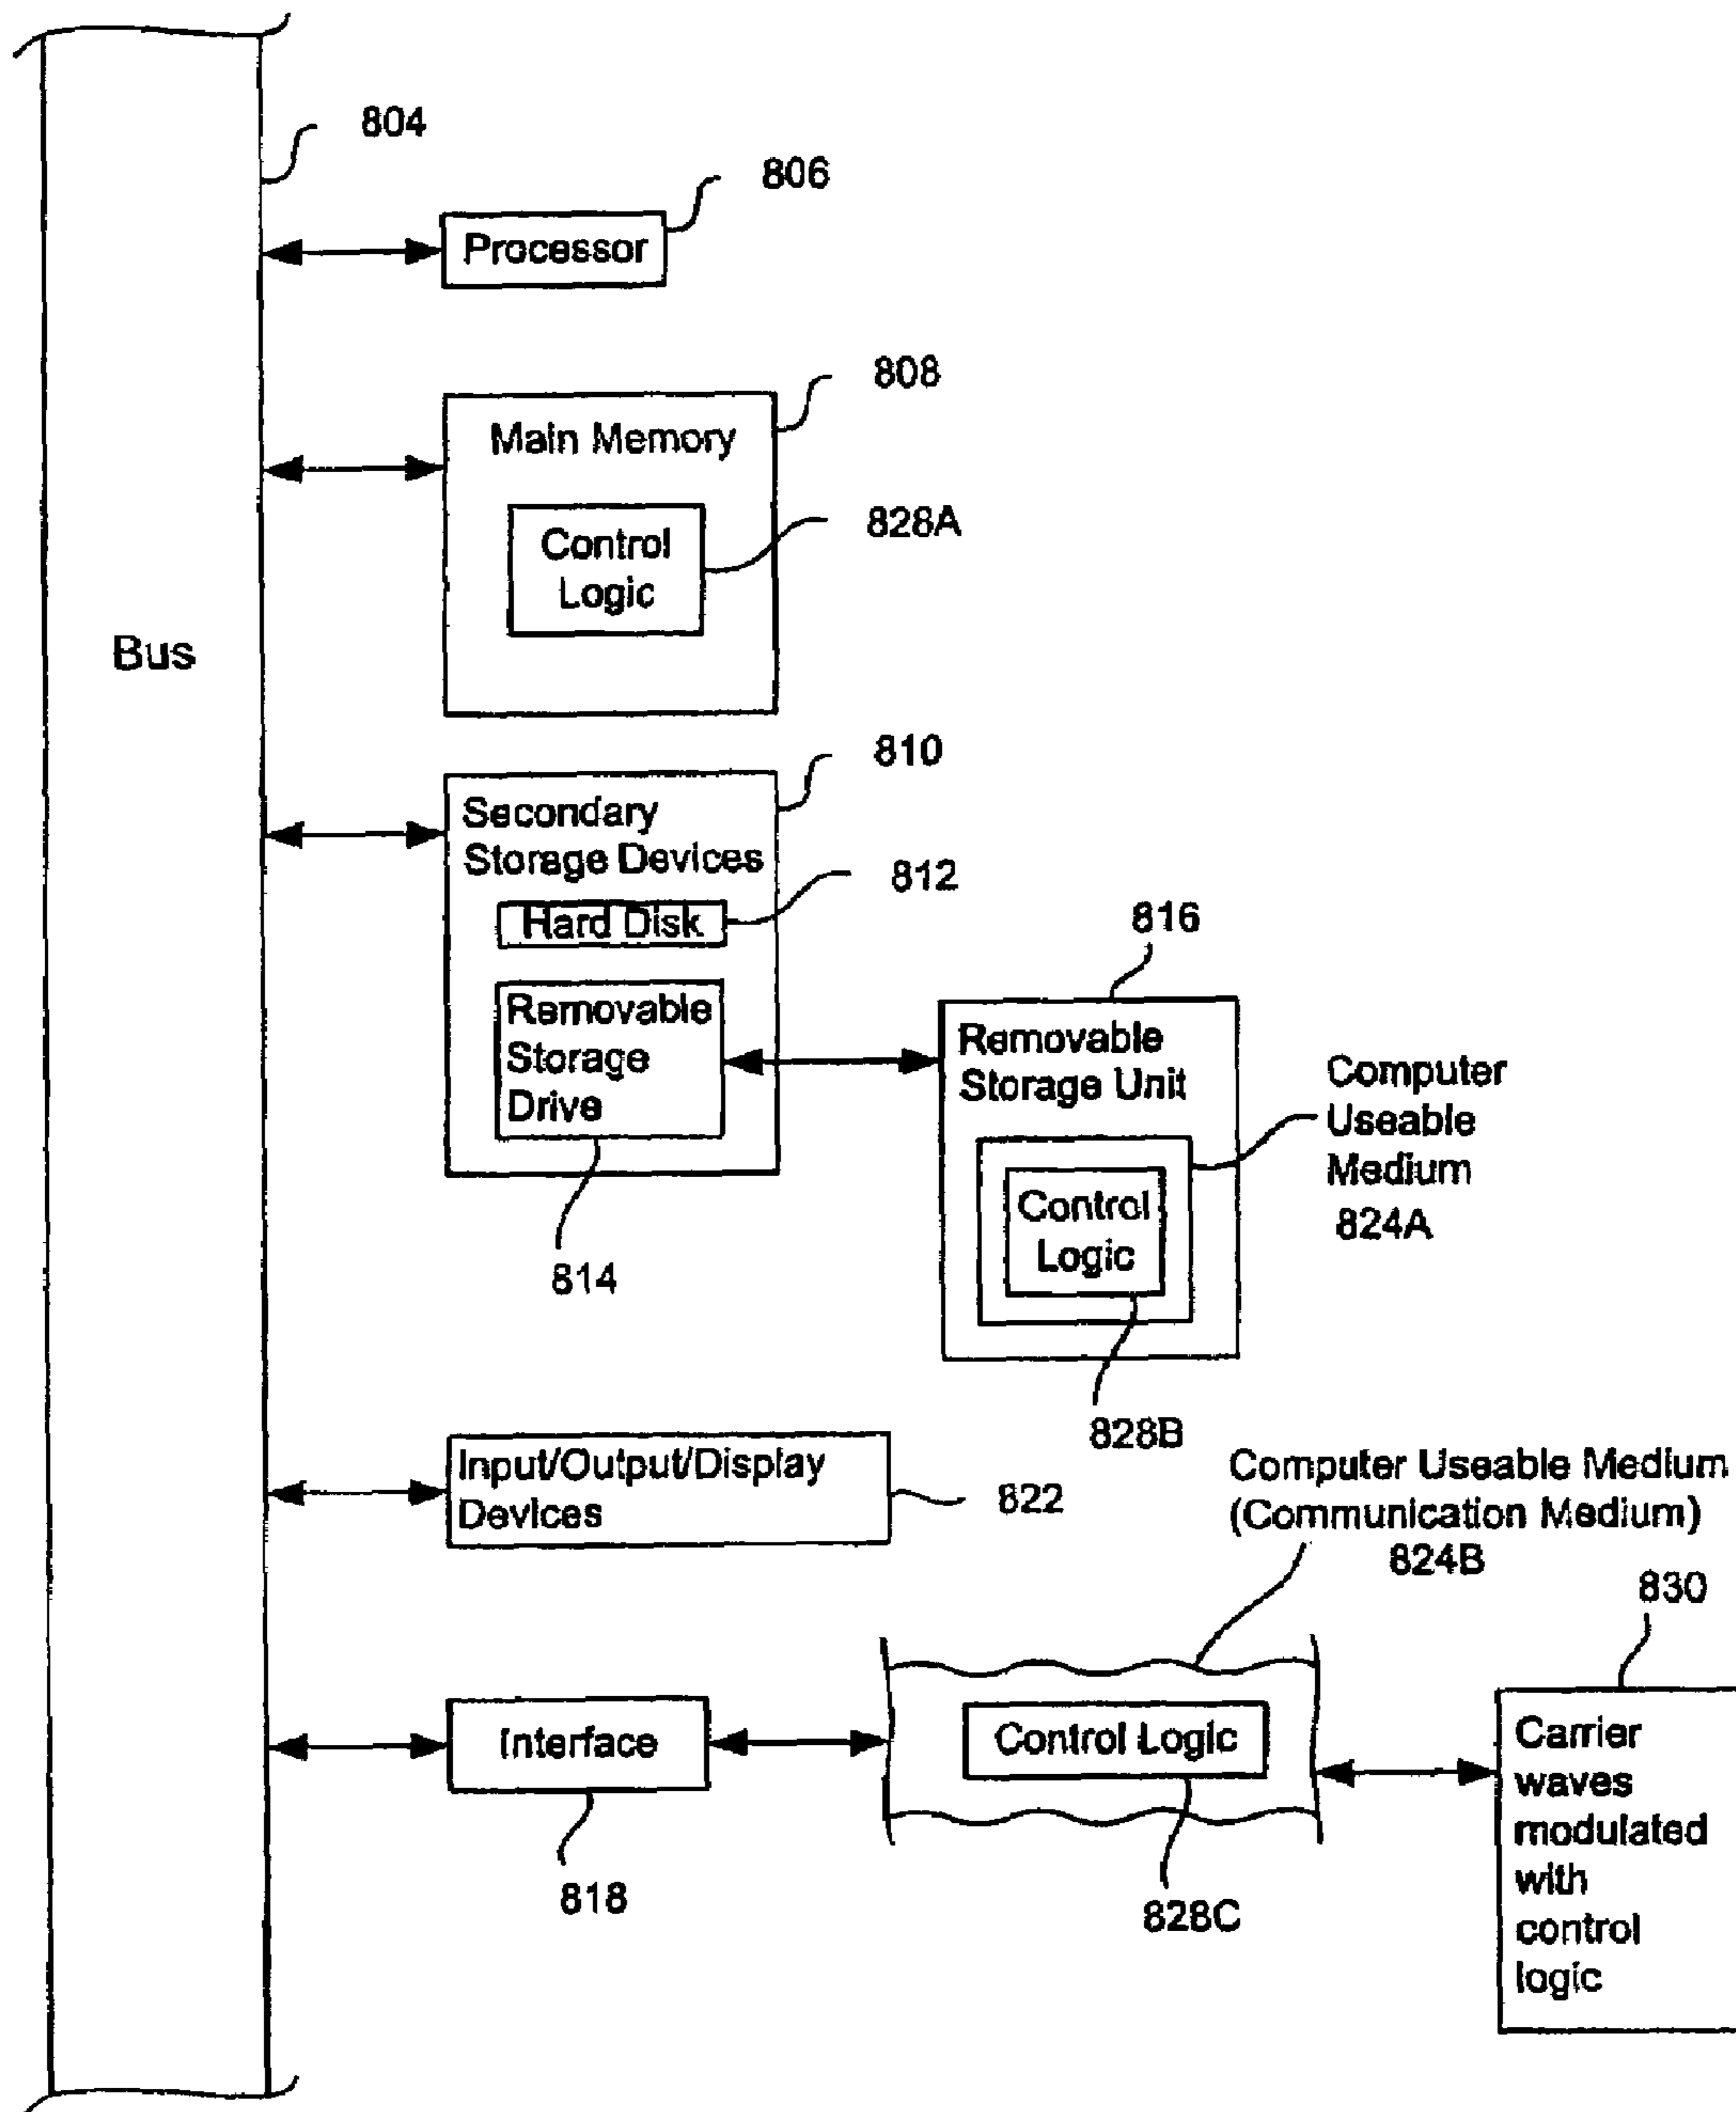 804
806
Processor
808
Main Memory
828A
Control
Logic
Bus
810
Secondary
Storage Devices
812
Hard Disk
816
Removable
Storage
Drive
Removable
Storage Unit
Computer
Useable
Medium
824A
Control
Logic
814
828B
Input/Output/Display
Devices
822
Computer Useable Medium
(Communication Medium)
824B
830
Interface
Control Logic
Carrier
waves
modulated
with
control
logic
818
828C